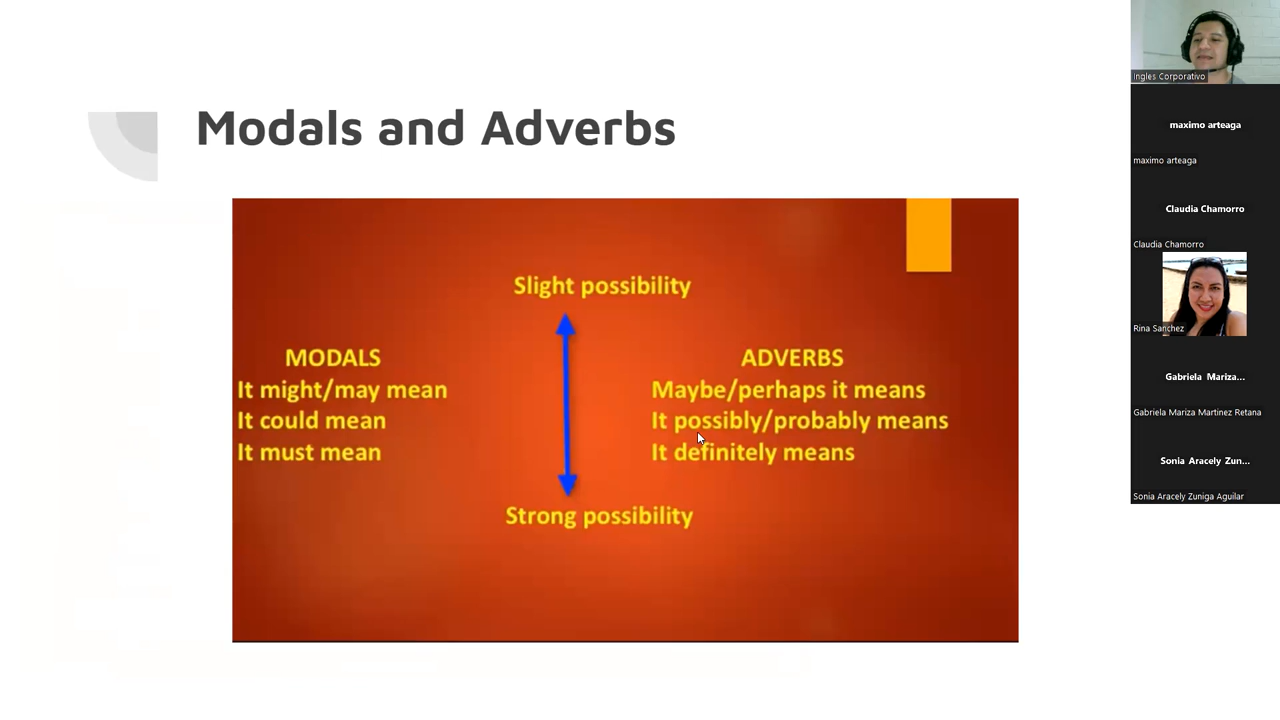 Modals and Adverbs
Slight possibility
MODALS
It might/may mean
It could mean
It must mean
ADVERBS
Maybe/perhaps it means
It possibly/probably means
It definitely means
Strong possibility
Ingles Corporativo
maximo arteaga
maximo arteaga
Claudia Chamorro
Claudia Chamorro
Rina Sanchez
Gabriela Mariza...
Gabriela Mariza Martinez Retana
Sonia Aracely Zun...
Sonia Aracely Zuniga Aguilar